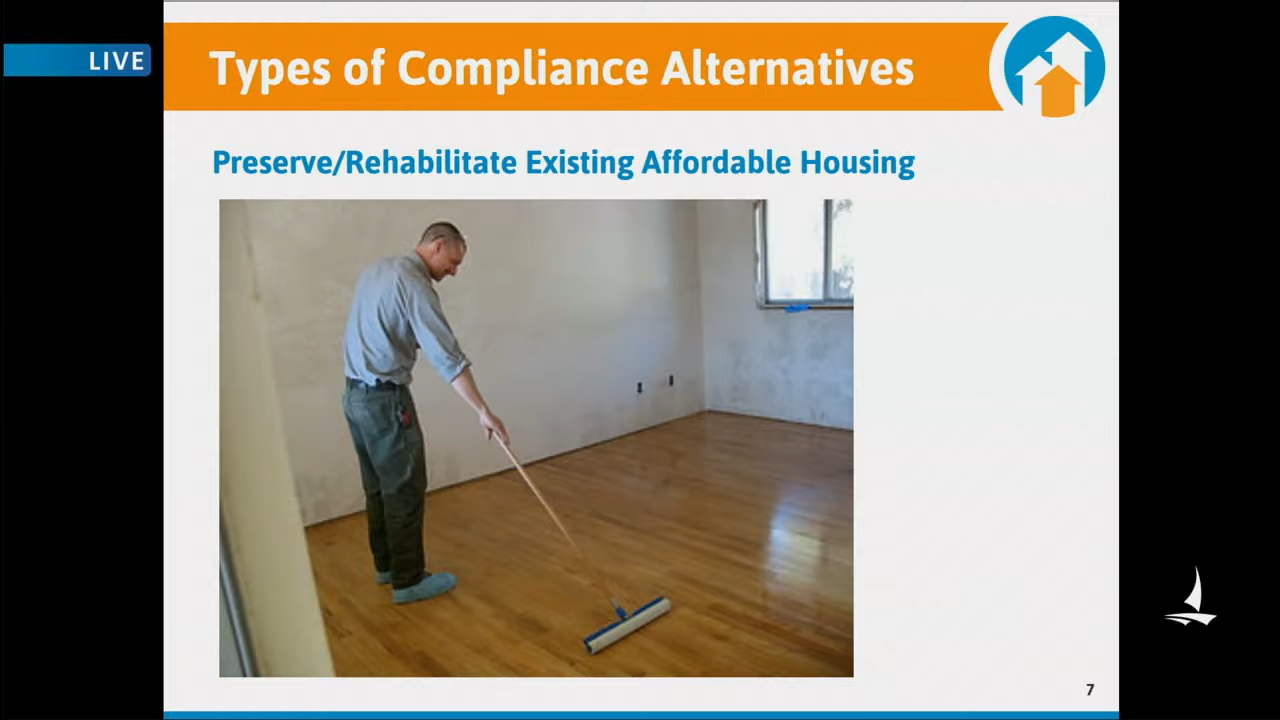 LIVE
Types of Compliance Alternatives
Preserve/Rehabilitate Existing Affordable Housing
7